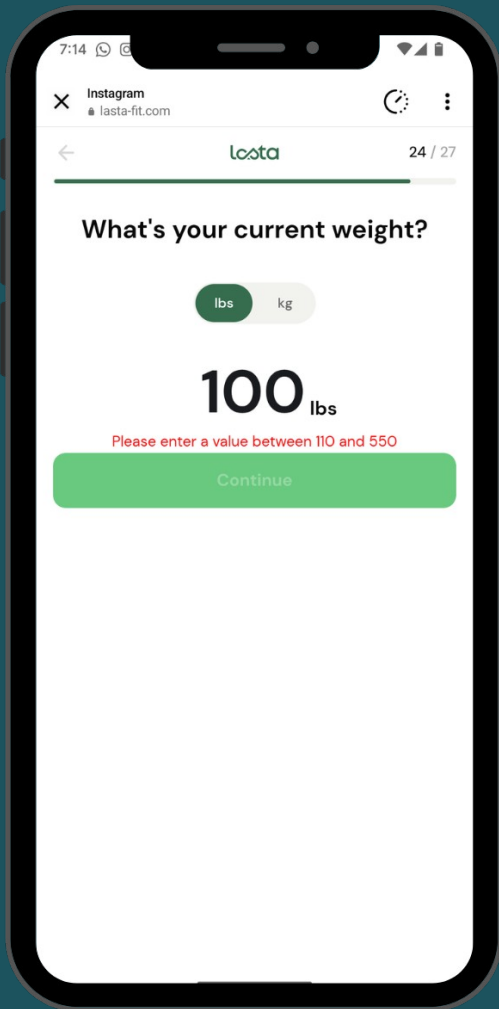 7:14
Instagram
lasta-fit.com
lasta
24 / 27
What's your current weight?
lbs kg
100 lbs
Please enter a value between 110 and 550
Continue